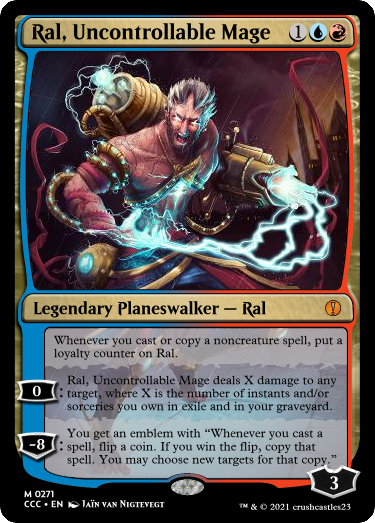 Ral, Uncontrollable Mage 1
Legendary Planeswalker — Ral
Whenever you cast or copy a noncreature spell, put a
loyalty counter on Ral.
0
Ral, Uncontrollable Mage deals X damage to any
target, where X is the number of instants and/or
sorceries you own in exile and in your graveyard.
-8
You get an emblem with “Whenever you cast a
spell, flip a coin. If you win the flip, copy that
spell. You may choose new targets for that copy.”
3
M 0271
CCC • EN Jaïn van Nigtevegt
™ & © 2021 crushcastles23